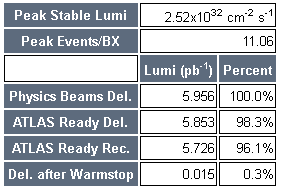 Peak Stable Lumi 2.52x10³² cm⁻² s⁻¹
Peak Events/BX 11.06
Lumi (pb⁻¹) Percent
Physics Beams Del. 5.956 100.0%
ATLAS Ready Del. 5.853 98.3%
ATLAS Ready Rec. 5.726 96.1%
Del. after Warmstop 0.015 0.3%